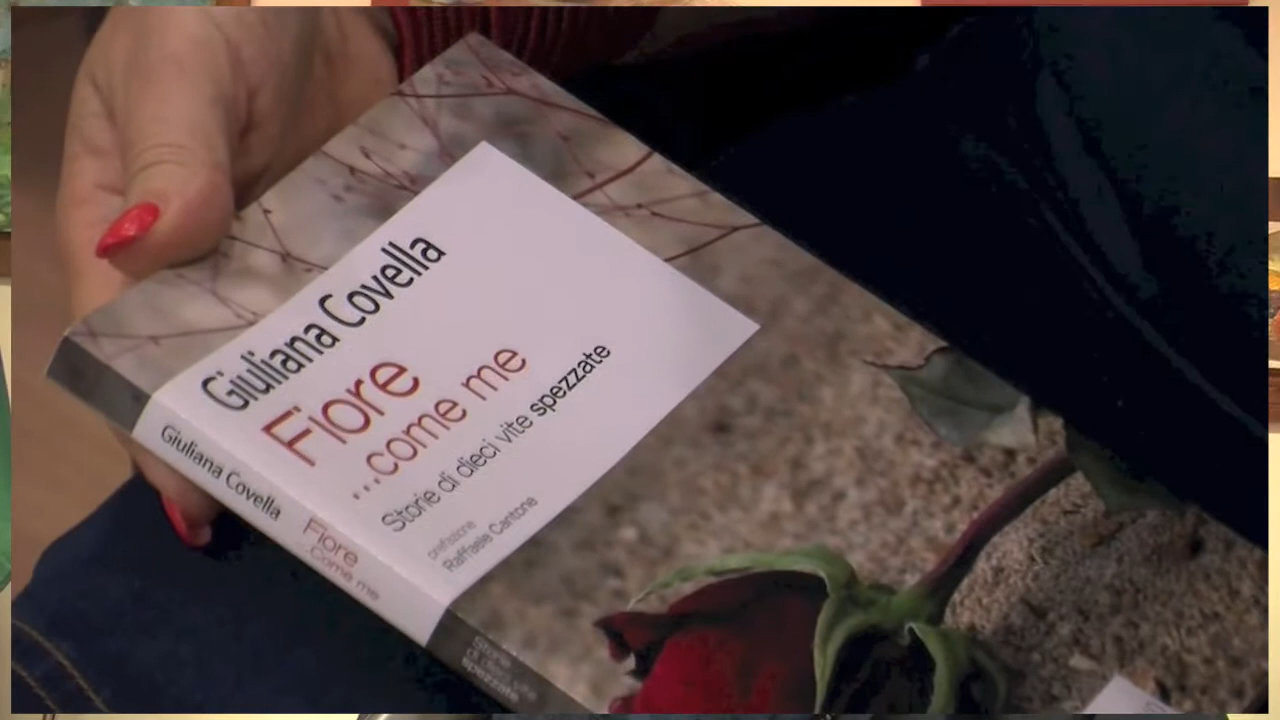 Giuliana Covella
Fiore
...come me
Storie di dieci vite spezzate
prefazione
Raffaele Cantone
Giuliana Covella
Fiore
...come me